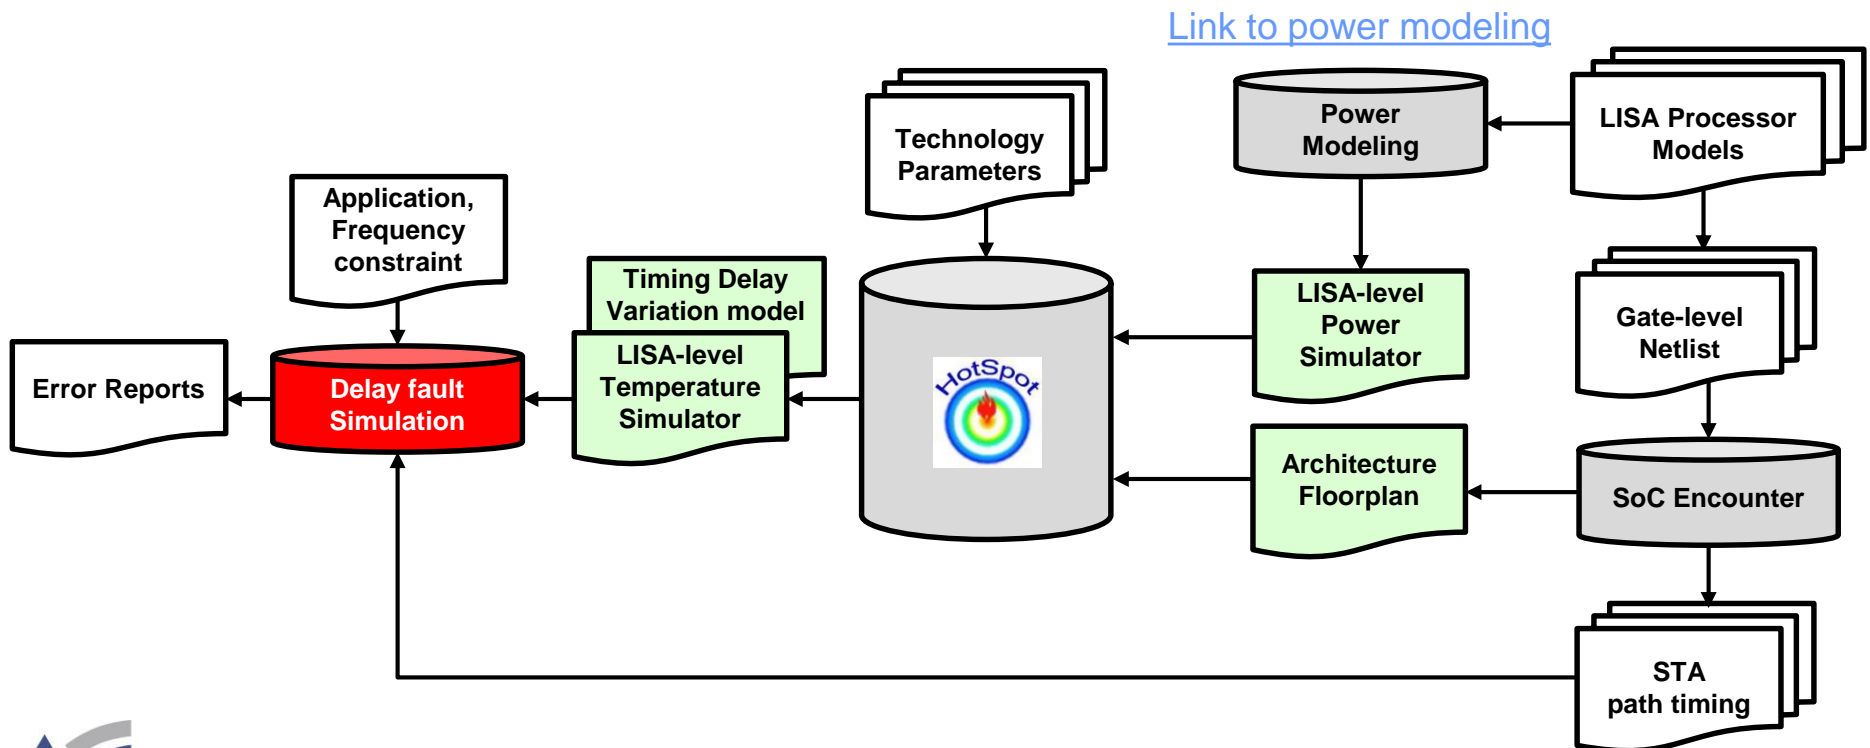 Link to power modeling
Technology
Parameters
Power
Modeling
LISA Processor
Models
Application,
Frequency
constraint
Timing Delay
Variation model
LISA-level
Temperature
Simulator
HotSpot
LISA-level
Power
Simulator
Gate-level
Netlist
Error Reports
Delay fault
Simulation
Architecture
Floorplan
SoC Encounter
STA
path timing